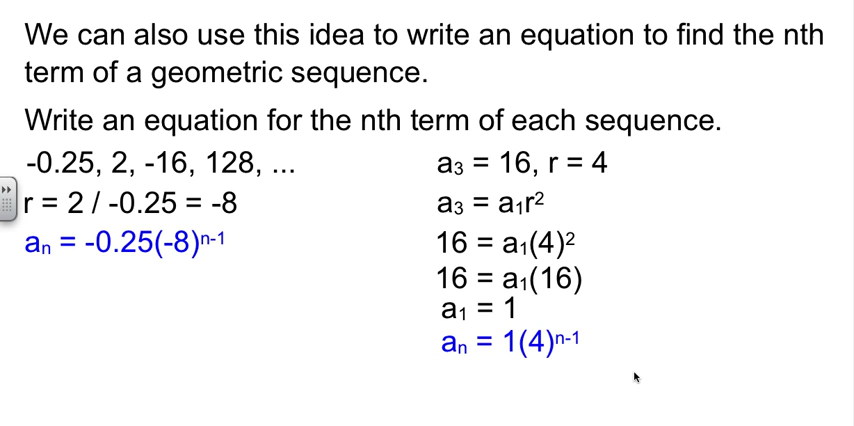 We can also use this idea to write an equation to find the nth
term of a geometric sequence.
Write an equation for the nth term of each sequence.
-0.25, 2, -16, 128, ...
r = 2 / -0.25 = -8
aₙ = -0.25(-8)ⁿ⁻¹
a₃ = 16, r = 4
a₃ = a₁r²
16 = a₁(4)²
16 = a₁(16)
a₁ = 1
aₙ = 1(4)ⁿ⁻¹